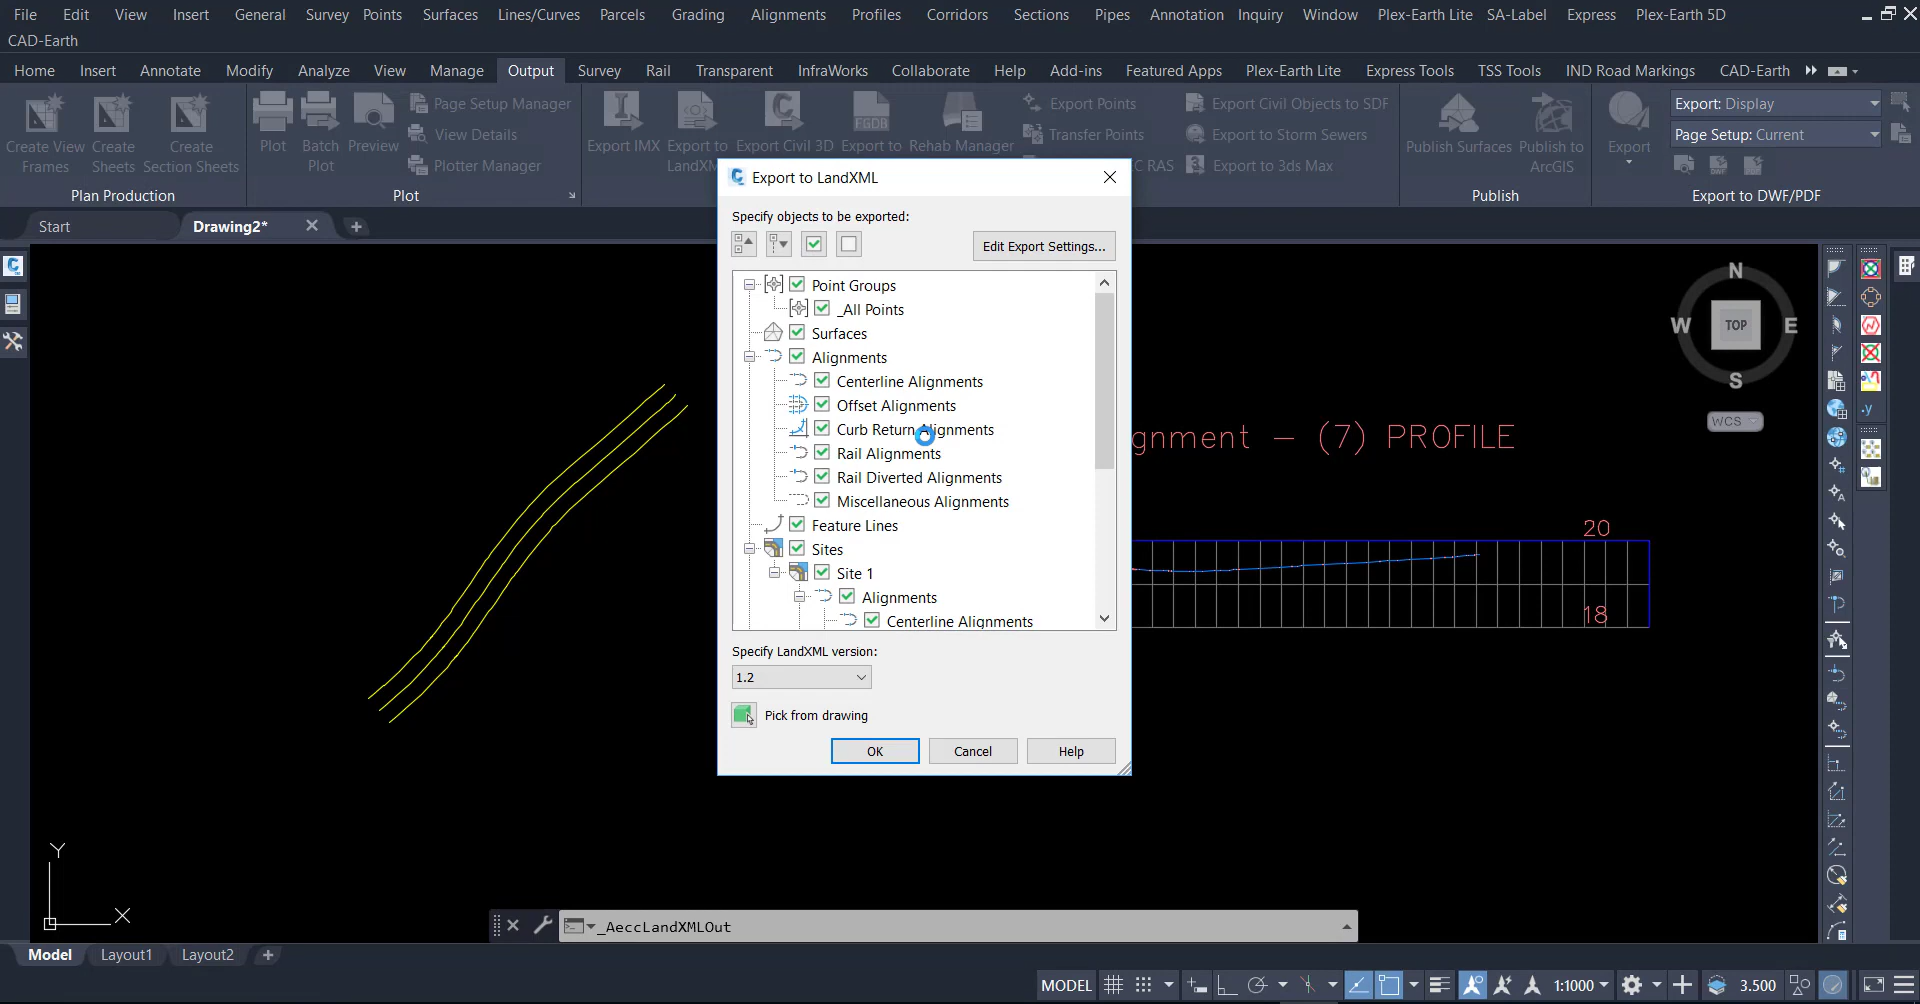 File Edit View Insert General Survey Points Surfaces Lines/Curves Parcels Grading Alignments Profiles Corridors Sections Pipes Annotation Inquiry Window Plex-Earth Lite SA-Label Express Plex-Earth 5D
CAD-Earth
Home Insert Annotate Modify Analyze View Manage Output Survey Rail Transparent InfraWorks Collaborate Help Add-ins Featured Apps Plex-Earth Lite Express Tools TSS Tools IND Road Markings CAD-Earth
Page Setup Manager Export Points Export Civil Objects to SDF Export: Display
View Details Transfer Points Export to Storm Sewers Page Setup: Current
Create View Create Create Plot Batch Preview Export IMX Export to Export Civil 3D Export to Rehab Manager Publish Surfaces Publish to Export
Frames Sheets Section Sheets Plot Plotter Manager LandX C RAS Export to 3ds Max ArcGIS
FGDB
Plan Production Plot Publish Export to DWF/PDF
Start Drawing2*
Export to LandXML
Specify objects to be exported:
Edit Export Settings...
Point Groups
_All Points
Surfaces
Alignments
Centerline Alignments
Offset Alignments
Curb Return Alignments
Rail Alignments
Rail Diverted Alignments
Miscellaneous Alignments
Feature Lines
Sites
Site 1
Alignments
Centerline Alignments
Specify LandXML version:
1.2
Pick from drawing
OK Cancel Help
gnment - (7) PROFILE
20
18
N
W TOP E
S
WCS
.y
Y
X
_AeccLandXMLOut
Model Layout1 Layout2
MODEL 1:1000 3.500